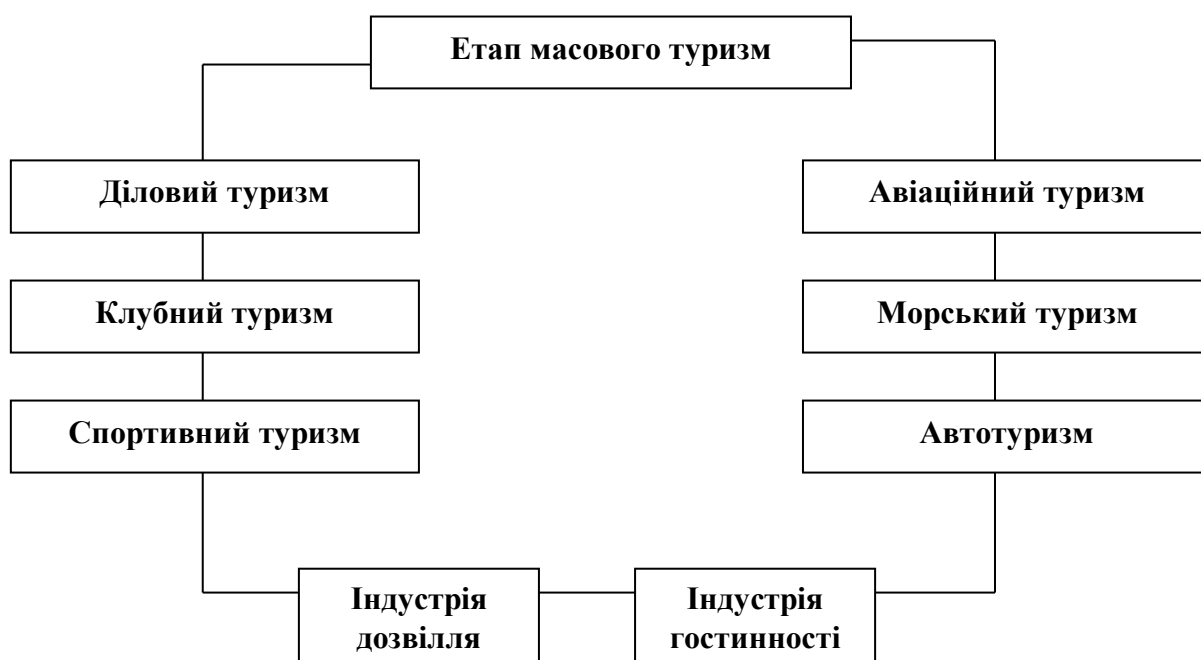 Етап масового туризм
Діловий туризм
Авіаційний туризм
Клубний туризм
Морський туризм
Спортивний туризм
Автотуризм
Індустрія
дозвілля
Індустрія
гостинності